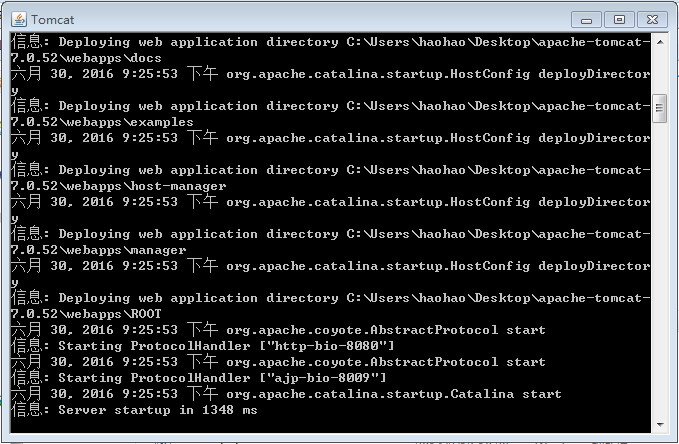 Tomcat
信息: Deploying web application directory C:\Users\haohao\Desktop\apache-tomcat-
7.0.52\webapps\docs
六月 30, 2016 9:25:53 下午 org.apache.catalina.startup.HostConfig deployDirector
y
信息: Deploying web application directory C:\Users\haohao\Desktop\apache-tomcat-
7.0.52\webapps\examples
六月 30, 2016 9:25:53 下午 org.apache.catalina.startup.HostConfig deployDirector
y
信息: Deploying web application directory C:\Users\haohao\Desktop\apache-tomcat-
7.0.52\webapps\host-manager
六月 30, 2016 9:25:53 下午 org.apache.catalina.startup.HostConfig deployDirector
y
信息: Deploying web application directory C:\Users\haohao\Desktop\apache-tomcat-
7.0.52\webapps\manager
六月 30, 2016 9:25:53 下午 org.apache.catalina.startup.HostConfig deployDirector
y
信息: Deploying web application directory C:\Users\haohao\Desktop\apache-tomcat-
7.0.52\webapps\ROOT
六月 30, 2016 9:25:53 下午 org.apache.coyote.AbstractProtocol start
信息: Starting ProtocolHandler ["http-bio-8080"]
六月 30, 2016 9:25:53 下午 org.apache.coyote.AbstractProtocol start
信息: Starting ProtocolHandler ["ajp-bio-8009"]
六月 30, 2016 9:25:53 下午 org.apache.catalina.startup.Catalina start
信息: Server startup in 1348 ms